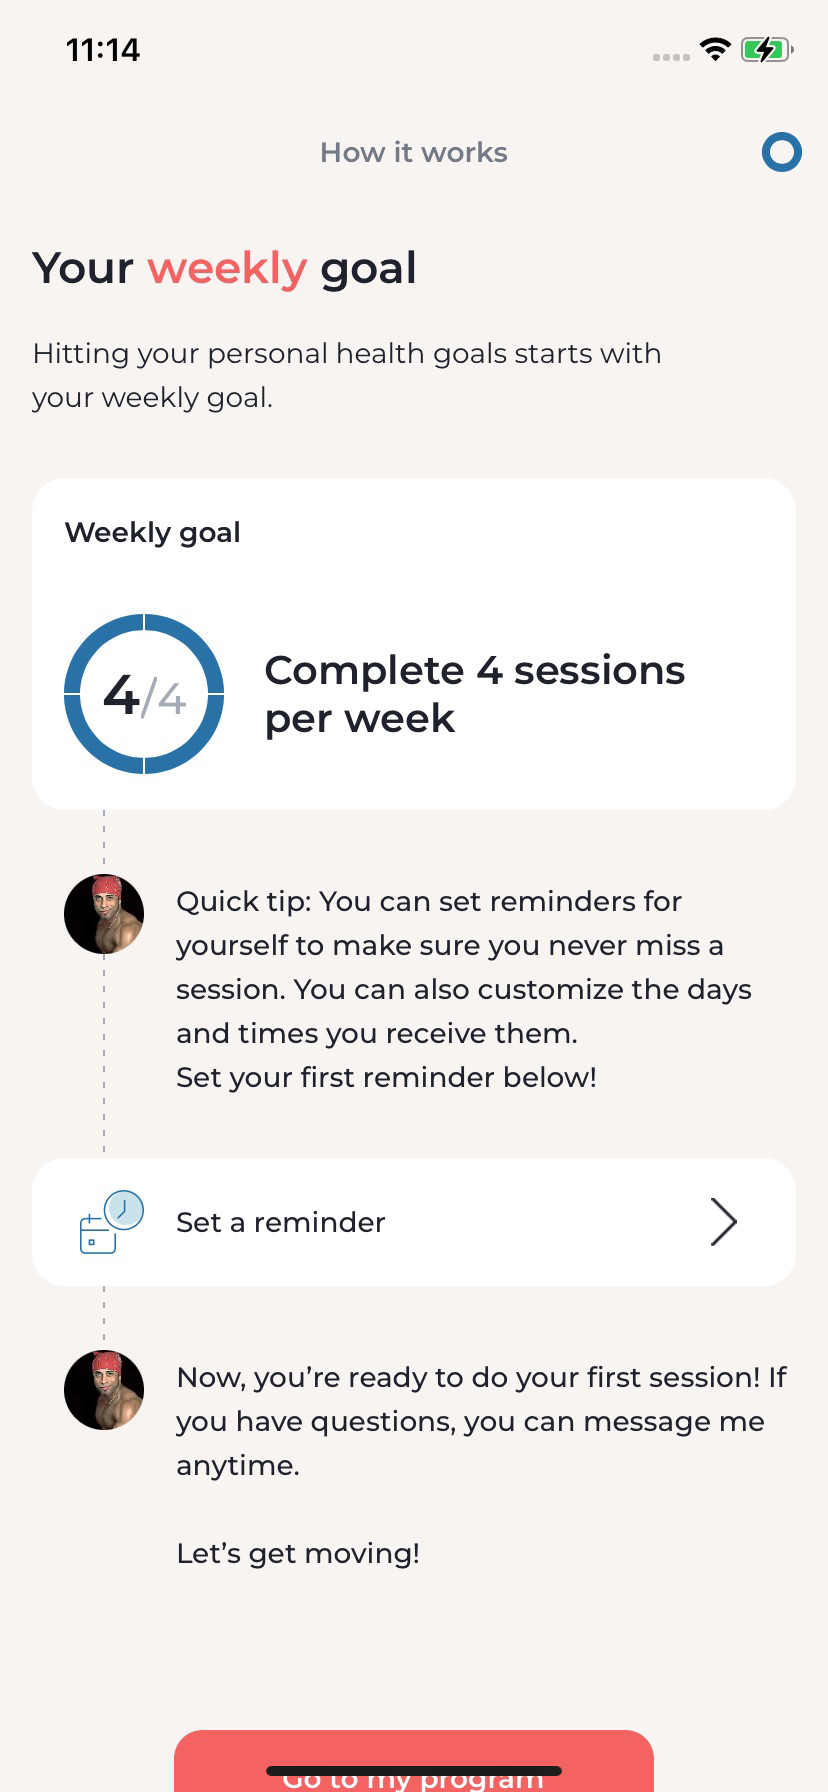 11:14
How it works
Your weekly goal
Hitting your personal health goals starts with
your weekly goal.
Weekly goal
4/4
Complete 4 sessions
per week
Quick tip: You can set reminders for
yourself to make sure you never miss a
session. You can also customize the days
and times you receive them.
Set your first reminder below!
Set a reminder
Now, you’re ready to do your first session! If
you have questions, you can message me
anytime.
Let’s get moving!
Go to my program